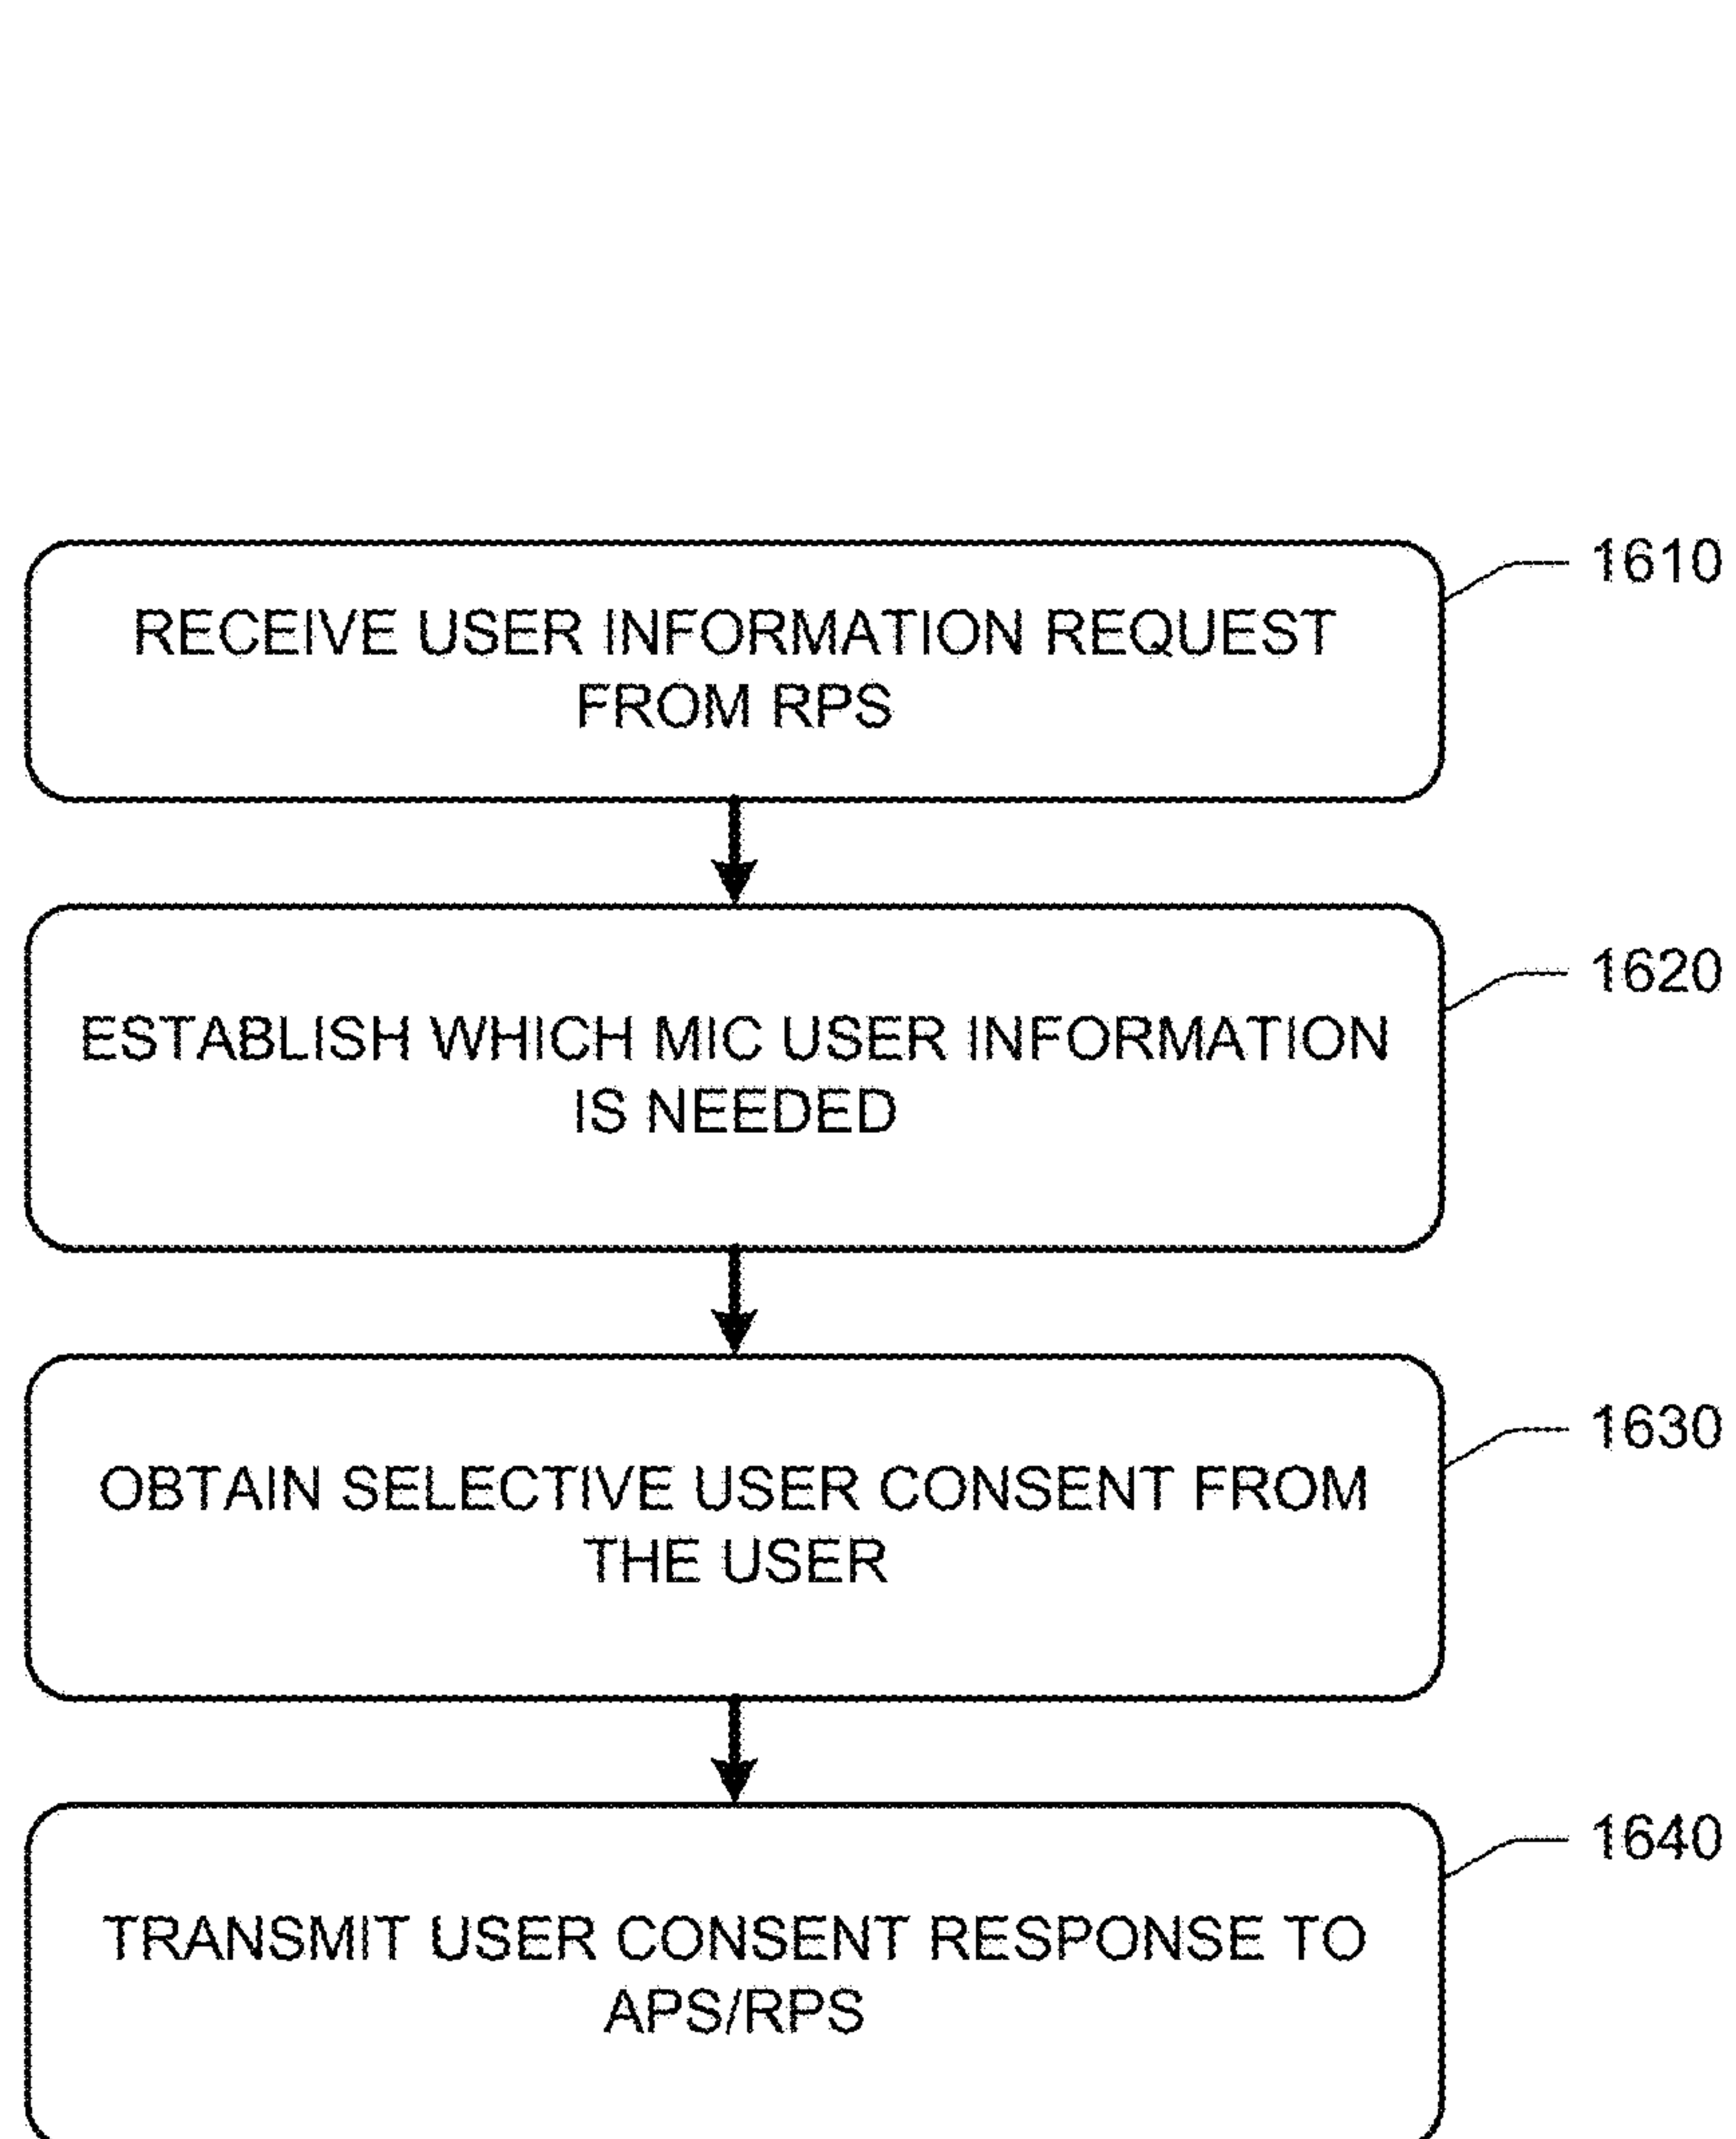 1610
RECEIVE USER INFORMATION REQUEST
FROM RPS
1620
ESTABLISH WHICH MIC USER INFORMATION
IS NEEDED
1630
OBTAIN SELECTIVE USER CONSENT FROM
THE USER
1640
TRANSMIT USER CONSENT RESPONSE TO
APS/RPS